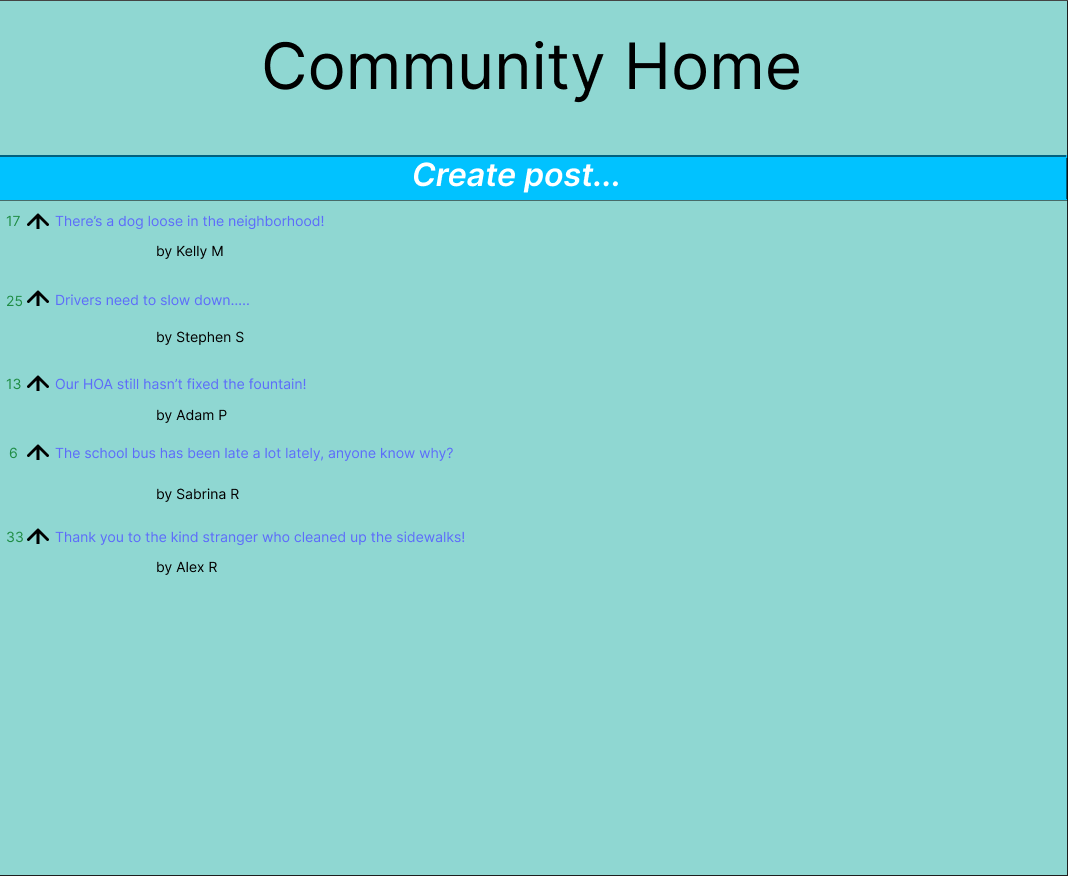 Community Home
Create post...
17 There’s a dog loose in the neighborhood!
by Kelly M
25 Drivers need to slow down.....
by Stephen S
13 Our HOA still hasn’t fixed the fountain!
by Adam P
6 The school bus has been late a lot lately, anyone know why?
by Sabrina R
33 Thank you to the kind stranger who cleaned up the sidewalks!
by Alex R